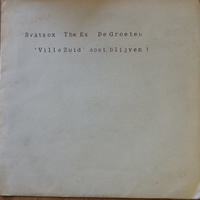 Svätsox The Ex De Groeten
'Villa Zuid' moet blijven !